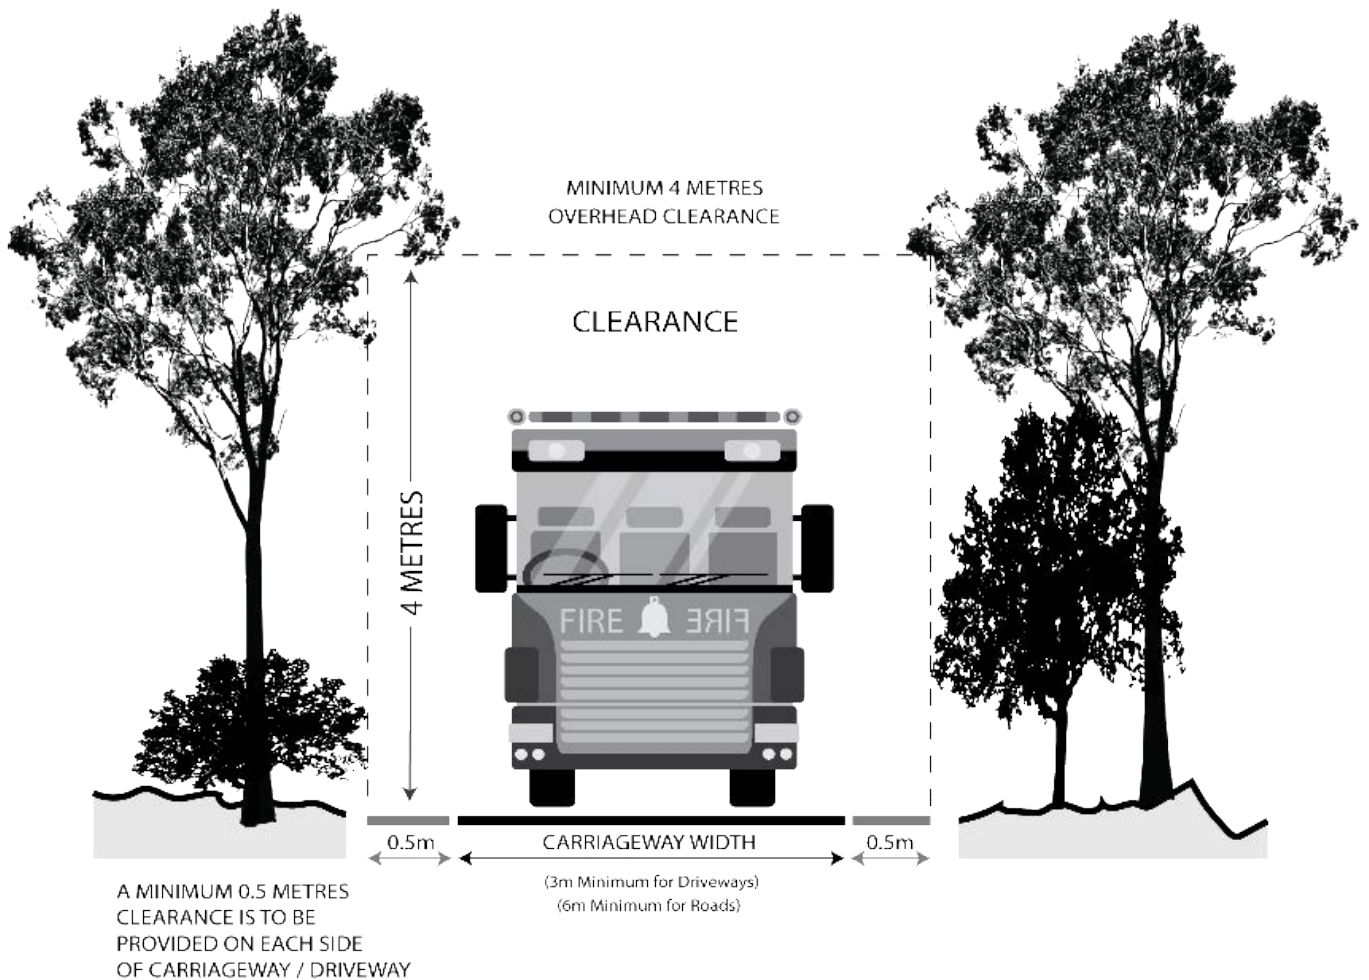 MINIMUM 4 METRES
OVERHEAD CLEARANCE
CLEARANCE
4 METRES
FIRE FIRE
0.5m
CARRIAGEWAY WIDTH
0.5m
(3m Minimum for Driveways)
(6m Minimum for Roads)
A MINIMUM 0.5 METRES
CLEARANCE IS TO BE
PROVIDED ON EACH SIDE
OF CARRIAGEWAY / DRIVEWAY